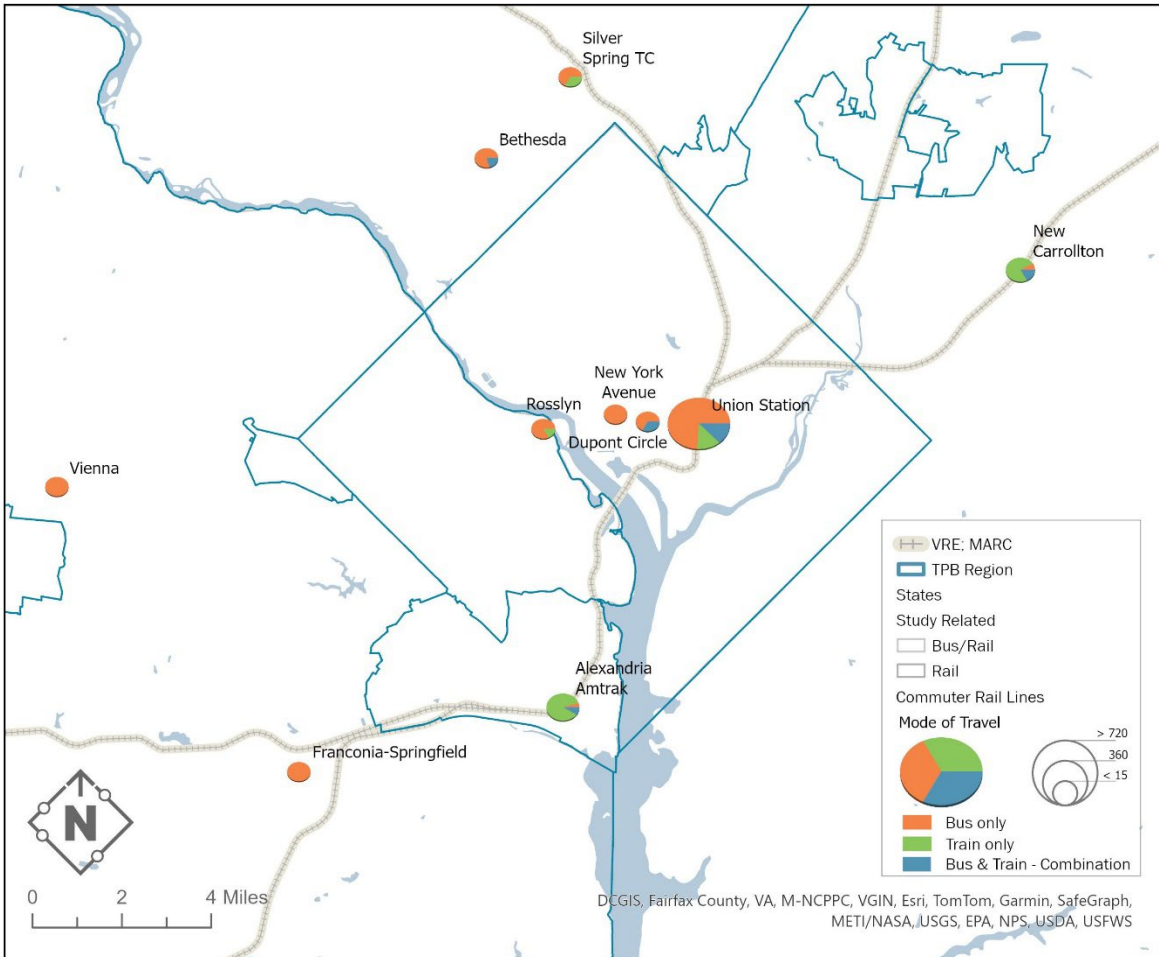 Silver
Spring TC
Bethesda
New
Carrollton
New York
Avenue
Rosslyn
Union Station
Dupont Circle
Vienna
VRE; MARC
TPB Region
States
Study Related
Bus/Rail
Rail
Commuter Rail Lines
Mode of Travel
> 720
360
< 15
Bus only
Train only
Bus & Train - Combination
Alexandria
Amtrak
Franconia-Springfield
N
0 2 4 Miles
DCGIS, Fairfax County, VA, M-NCPPC, VGIN, Esri, TomTom, Garmin, SafeGraph,
METI/NASA, USGS, EPA, NPS, USDA, USFWS